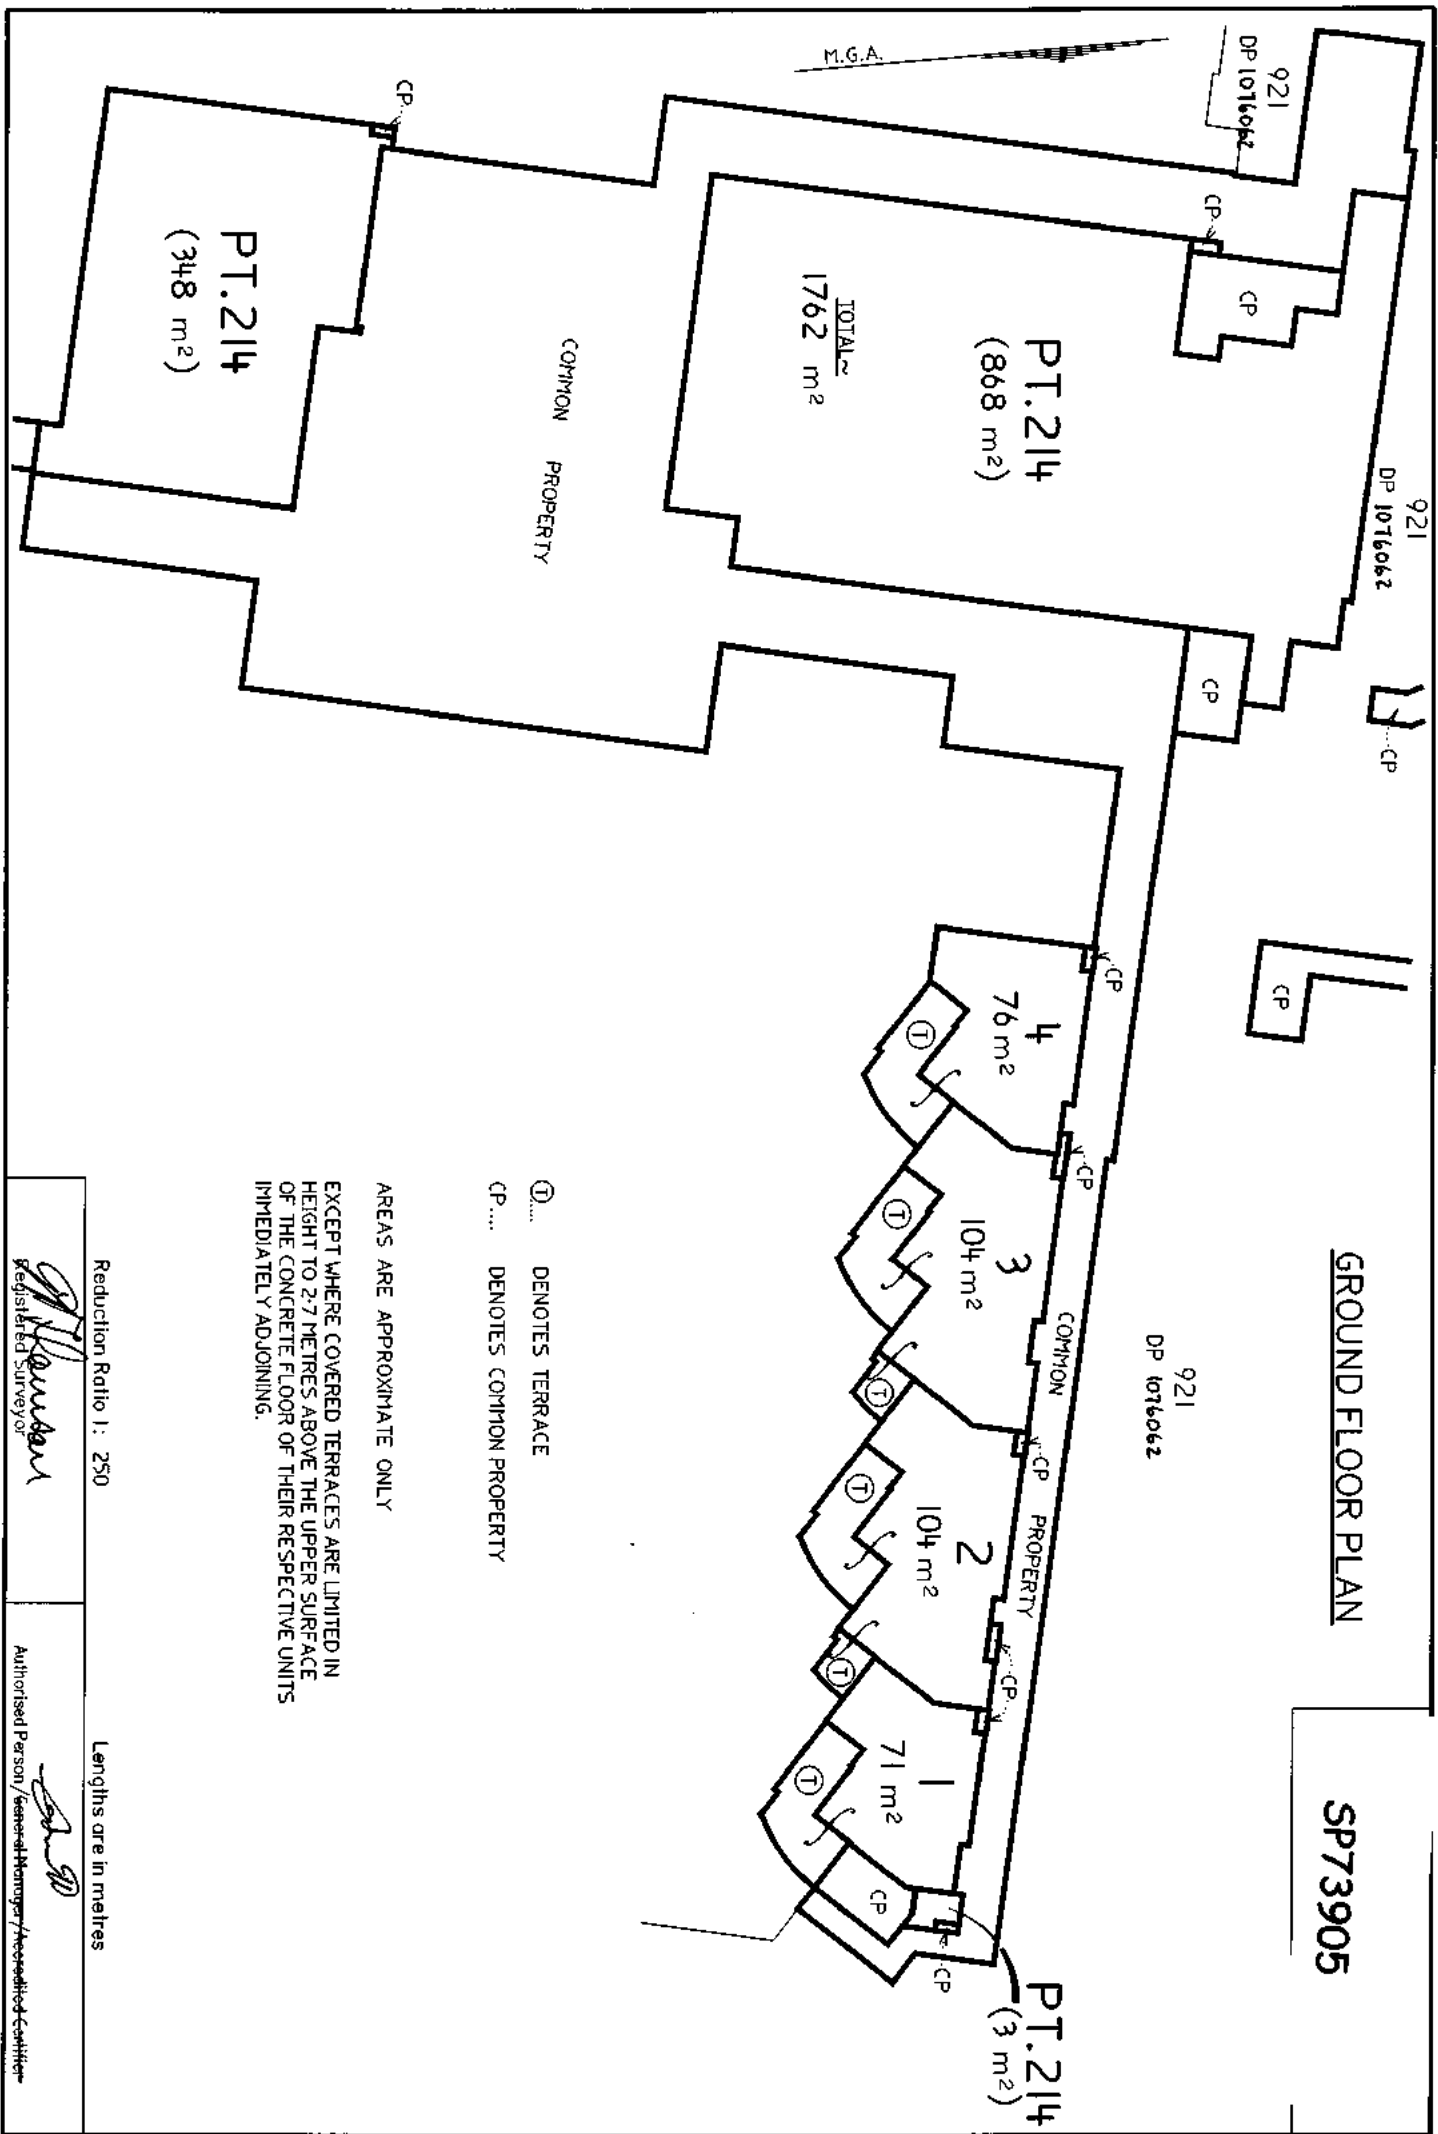 SP73905
GROUND FLOOR PLAN
921
DP 1076062
921
DP 1076062
921
DP 1076062
M.G.A.
CP
CP
CP
CP
CP
CP
PT.214
(868 m²)
TOTAL~
1762 m²
PT.214
(348 m²)
COMMON PROPERTY
COMMON PROPERTY
CP
CP
CP
CP
CP
CP
4
76 m²
3
104 m²
2
104 m²
1
71 m²
T
T
T
T
T
T
PT.214
(3 m²)
T..... DENOTES TERRACE
CP.... DENOTES COMMON PROPERTY
AREAS ARE APPROXIMATE ONLY
EXCEPT WHERE COVERED TERRACES ARE LIMITED IN
HEIGHT TO 2·7 METRES ABOVE THE UPPER SURFACE
OF THE CONCRETE FLOOR OF THEIR RESPECTIVE UNITS
IMMEDIATELY ADJOINING.
Reduction Ratio 1: 250
Lengths are in metres
Registered Surveyor
Authorised Person/General Manager/Accredited Certifier